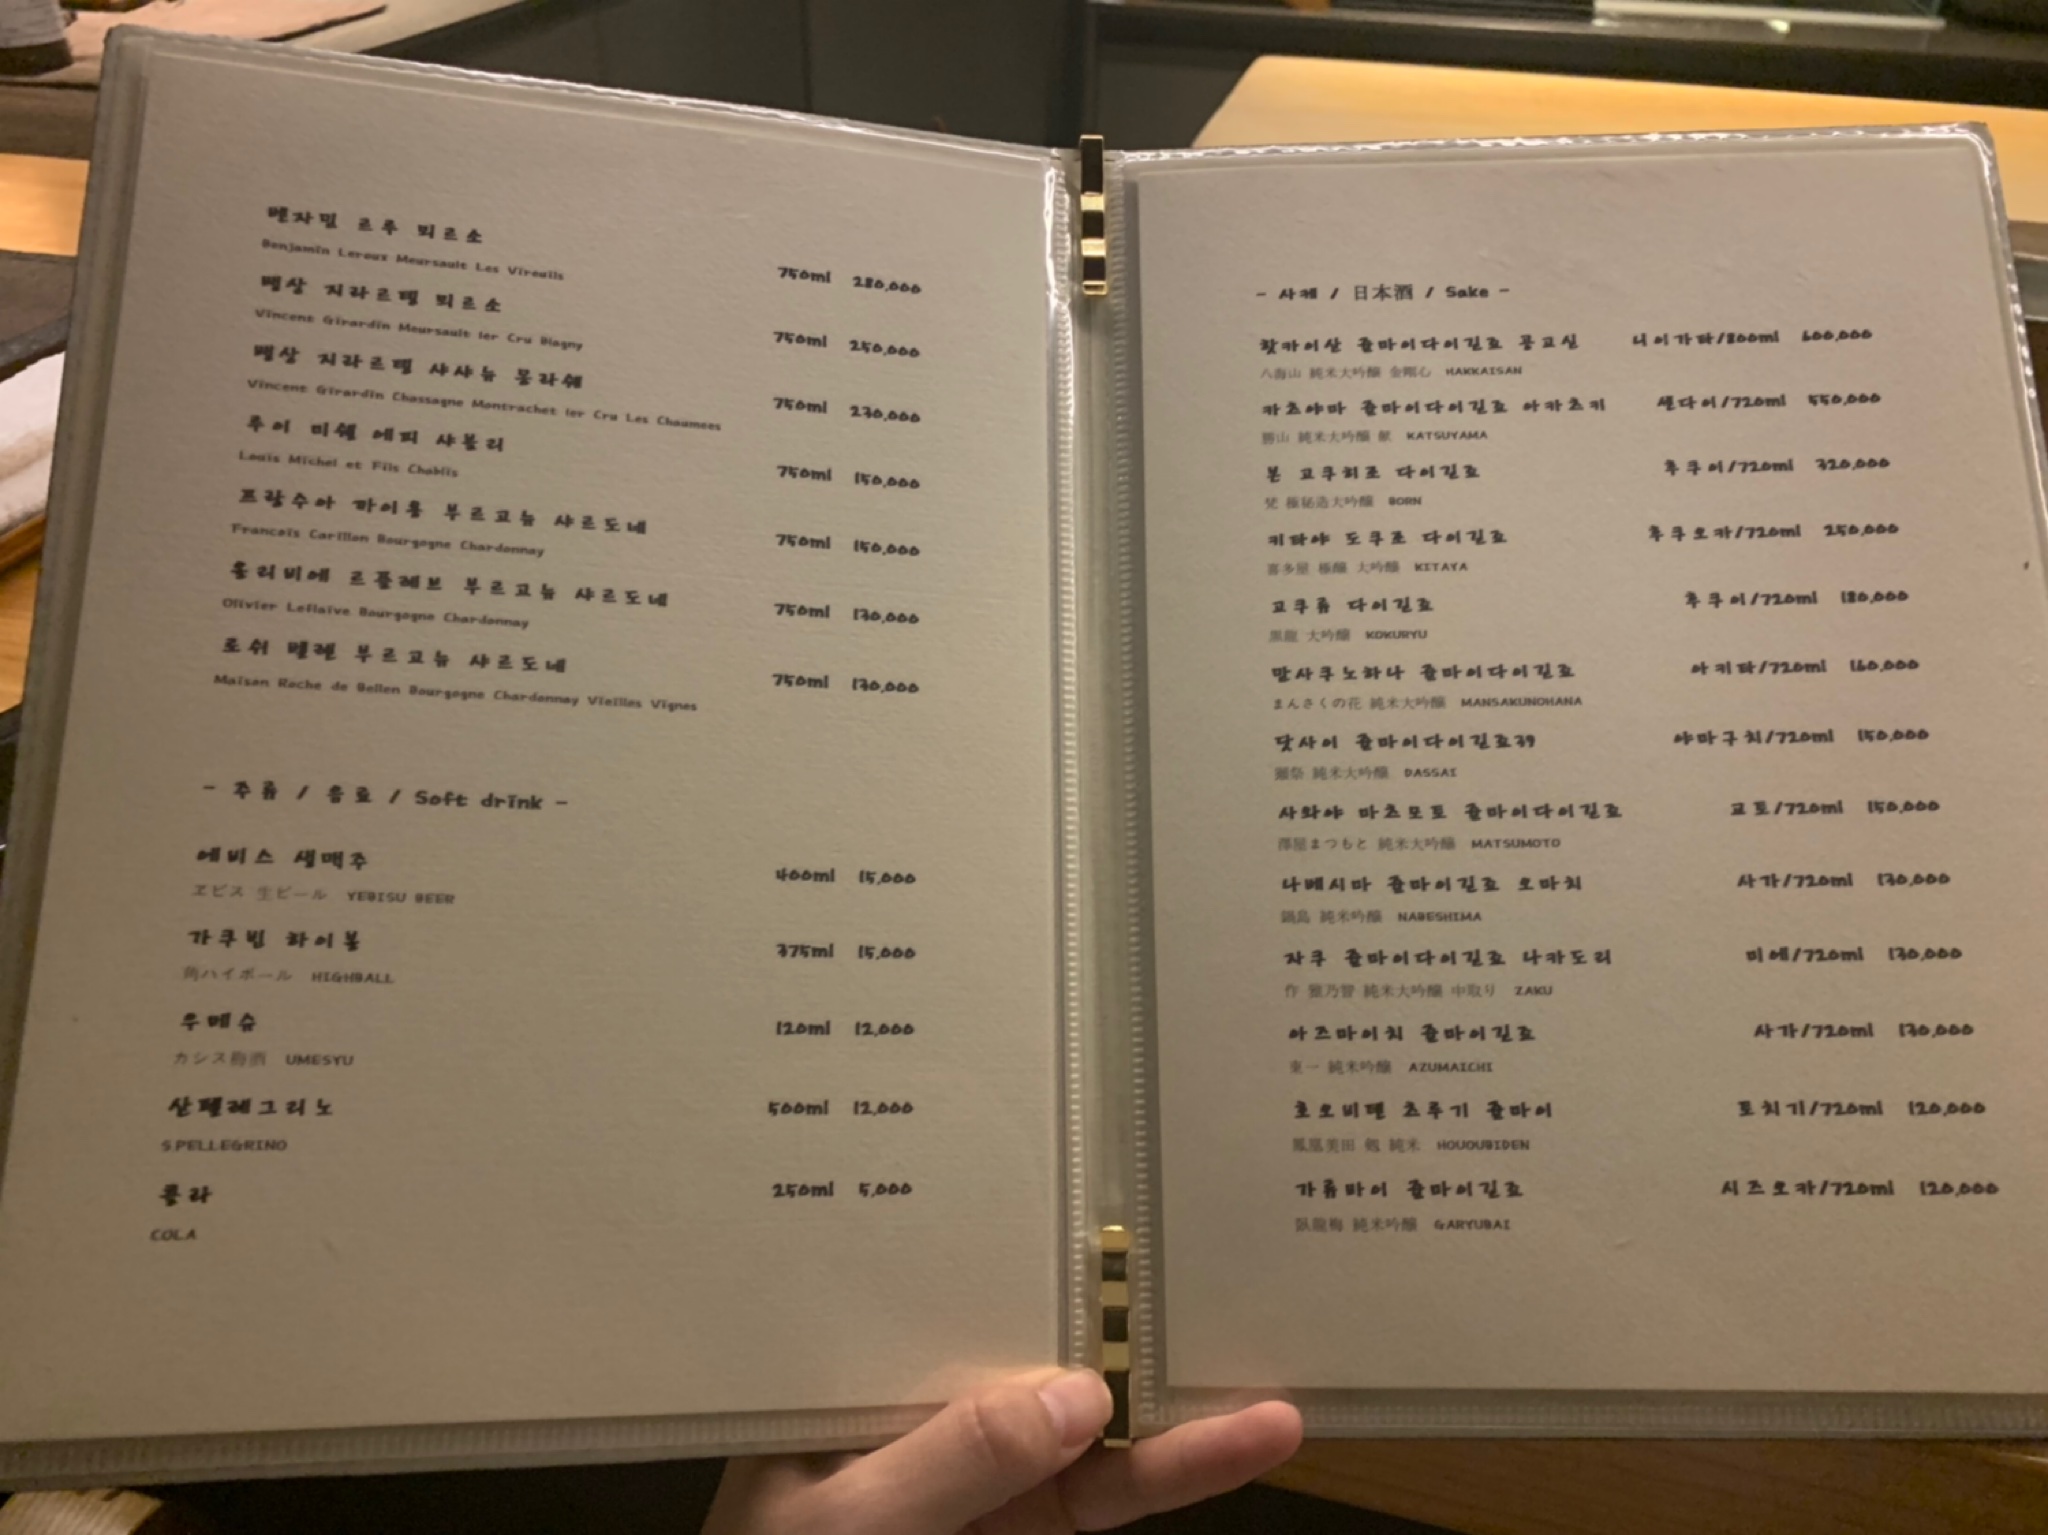 벤자밍 르루 뫼르소
Benjamin Leroux Meursault Les Vireuils
750ml 280,000
뱅상 지라르뎅 뫼르소
Vincent Girardin Meursault 1er Cru Blagny
750ml 250,000
뱅상 지라르뎅 샤샤뉴 몽라쉐
Vincent Girardin Chassagne Montrachet 1er Cru Les Chaumees
750ml 230,000
루이 미쉘 에피 샤블리
Louis Michel et Fils Chablis
750ml 150,000
프랑수아 까이용 부르고뉴 샤르도네
Francois Carillon Bourgogne Chardonnay
750ml 150,000
올리비에 르플레브 부르고뉴 샤르도네
Olivier Leflaive Bourgogne Chardonnay
750ml 130,000
로쉬 벨렌 부르고뉴 샤르도네
Maison Roche de Bellen Bourgogne Chardonnay Vieilles Vignes
750ml 130,000
- 주류 / 음료 / Soft drink -
에비스 생맥주 400ml 15,000
ヱビス 生ビール YEBISU BEER
가쿠빈 하이볼 375ml 15,000
角ハイボール HIGHBALL
우메슈 120ml 12,000
カシス梅酒 UMESYU
산펠레그리노 500ml 12,000
S.PELLEGRINO
콜라 250ml 5,000
COLA
- 사케 / 日本酒 / Sake -
핫카이산 쥰마이다이긴죠 콩고신 니이가타/800ml 600,000
八海山 純米大吟醸 金剛心 HAKKAISAN
카츠야마 쥰마이다이긴죠 아카츠키 센다이/720ml 550,000
勝山 純米大吟醸 KATSUYAMA
본 고쿠히조 다이긴죠 후쿠이/720ml 320,000
梵 極秘造大吟醸 BORN
키타야 도쿠죠 다이긴죠 후쿠오카/720ml 250,000
喜多屋 極醸 大吟醸 KITAYA
고쿠류 다이긴죠 후쿠이/720ml 180,000
黒龍 大吟醸 KOKURYU
만사쿠노하나 쥰마이다이긴죠 아키타/720ml 160,000
まんさくの花 純米大吟醸 MANSAKUNOHANA
닷사이 쥰마이다이긴죠39 야마구치/720ml 150,000
獺祭 純米大吟醸 DASSAI
사와야 마츠모토 쥰마이다이긴죠 교토/720ml 150,000
澤屋まつもと 純米大吟醸 MATSUMOTO
나베시마 쥰마이긴죠 오마치 사가/720ml 130,000
鍋島 純米吟醸 NABESHIMA
자쿠 쥰마이다이긴죠 나카도리 미에/720ml 130,000
作 雅乃智 純米大吟醸 中取り ZAKU
아즈마이치 쥰마이긴죠 사가/720ml 130,000
東一 純米吟醸 AZUMAICHI
호오비덴 츠루기 쥰마이 토치기/720ml 120,000
鳳凰美田 剱 純米 HOUOUBIDEN
가류바이 쥰마이긴죠 시즈오카/720ml 120,000
臥龍梅 純米吟醸 GARYUBAI